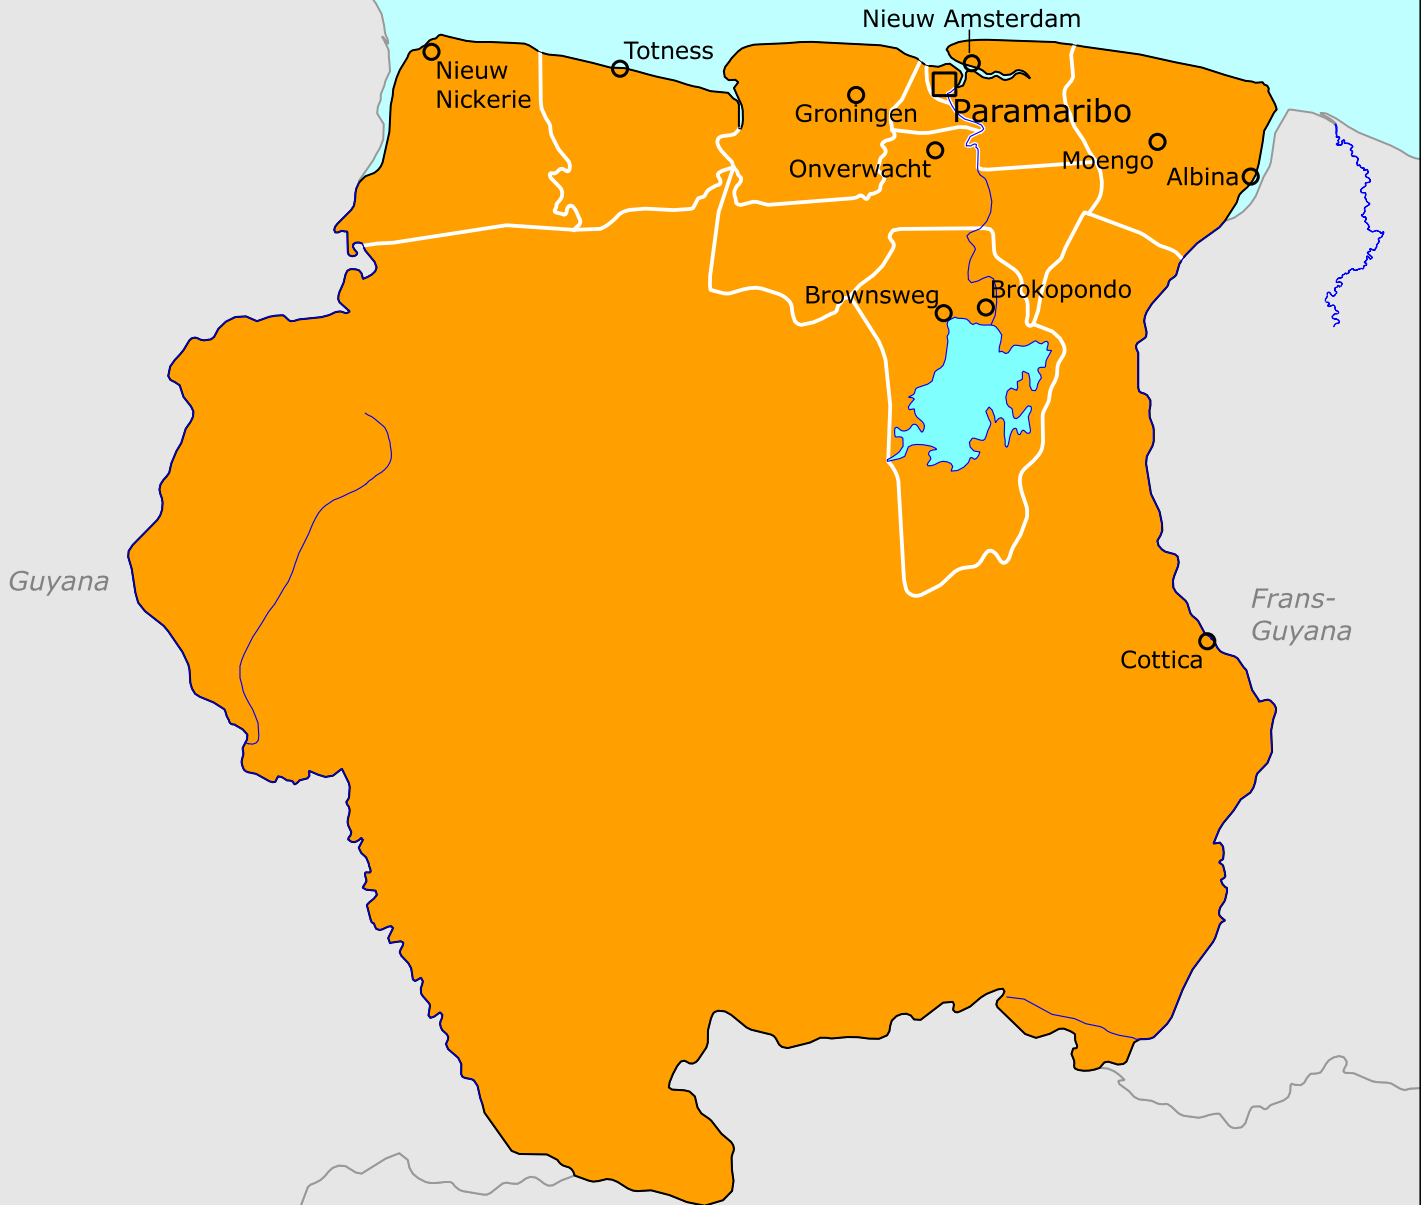 Nieuw Amsterdam
Totness
Nieuw
Nickerie
Groningen
Paramaribo
Onverwacht
Moengo
Albina
Brownsweg
Brokopondo
Guyana
Frans-
Guyana
Cottica